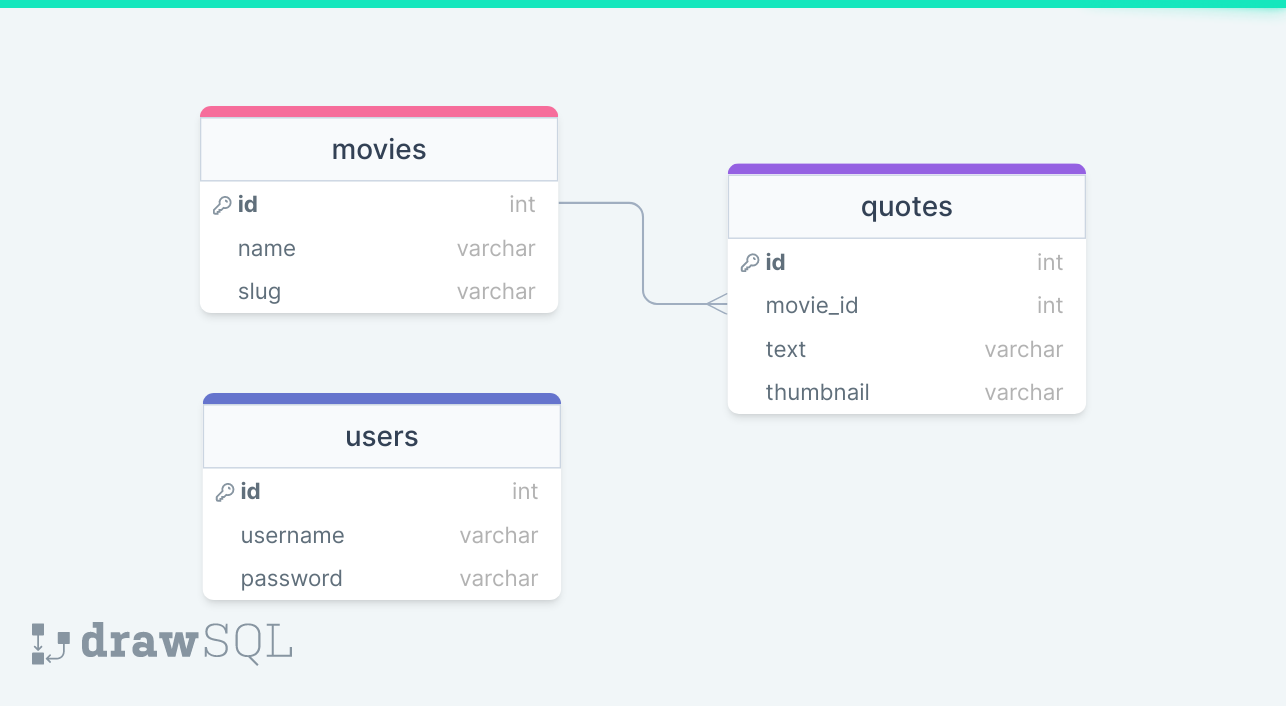 movies
id int
name varchar
slug varchar
quotes
id int
movie_id int
text varchar
thumbnail varchar
users
id int
username varchar
password varchar
drawSQL